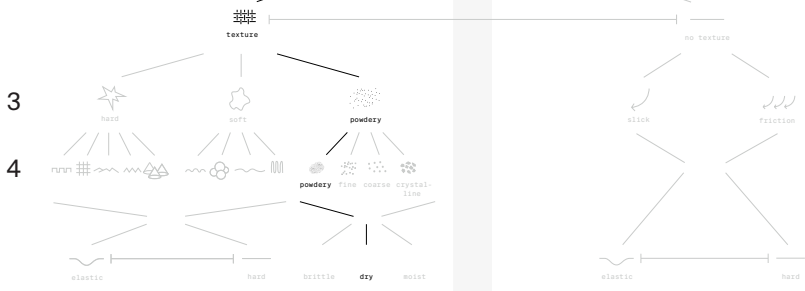 texture
no texture
3
hard
soft
powdery
slick
friction
4
powdery fine coarse crystal-
line
elastic
hard
brittle
dry
moist
elastic
hard